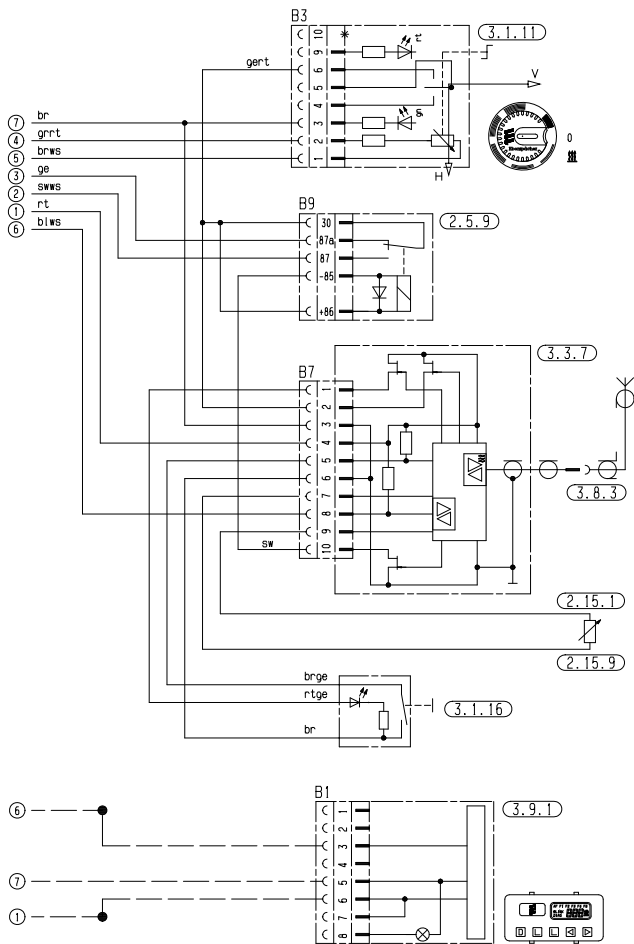 B3
10
9
6
5
4
3
2
1
rt
gr
3.1.11
V
H
0
gert
7 br
4 grrt
5 brws
3 ge
2 swws
1 rt
6 blws
B9
30
87a
87
-85
+86
2.5.9
B7
1
2
3
4
5
6
7
8
9
10
sw
3.3.7
3.8.3
2.15.1
2.15.9
brge
rtge
br
3.1.16
B1
1
2
3
4
5
6
7
8
3.9.1
6
7
1
D L L